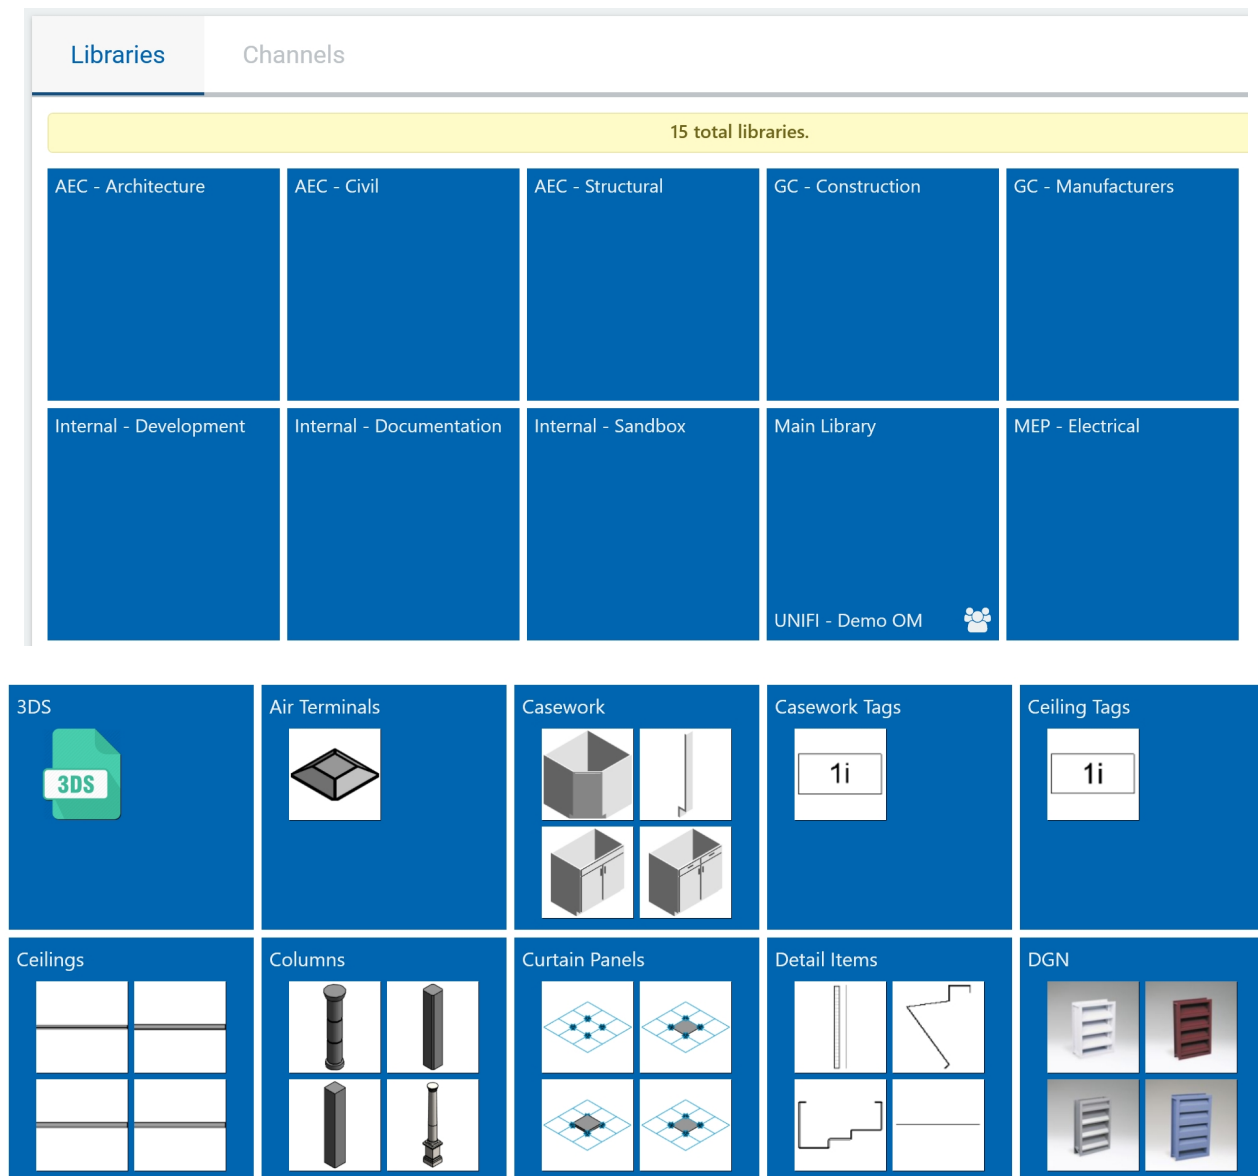 Libraries
Channels
15 total libraries.
AEC - Architecture
AEC - Civil
AEC - Structural
GC - Construction
GC - Manufacturers
Internal - Development
Internal - Documentation
Internal - Sandbox
Main Library
MEP - Electrical
UNIFI - Demo OM
3DS
Air Terminals
Casework
Casework Tags
Ceiling Tags
3DS
1i
1i
Ceilings
Columns
Curtain Panels
Detail Items
DGN